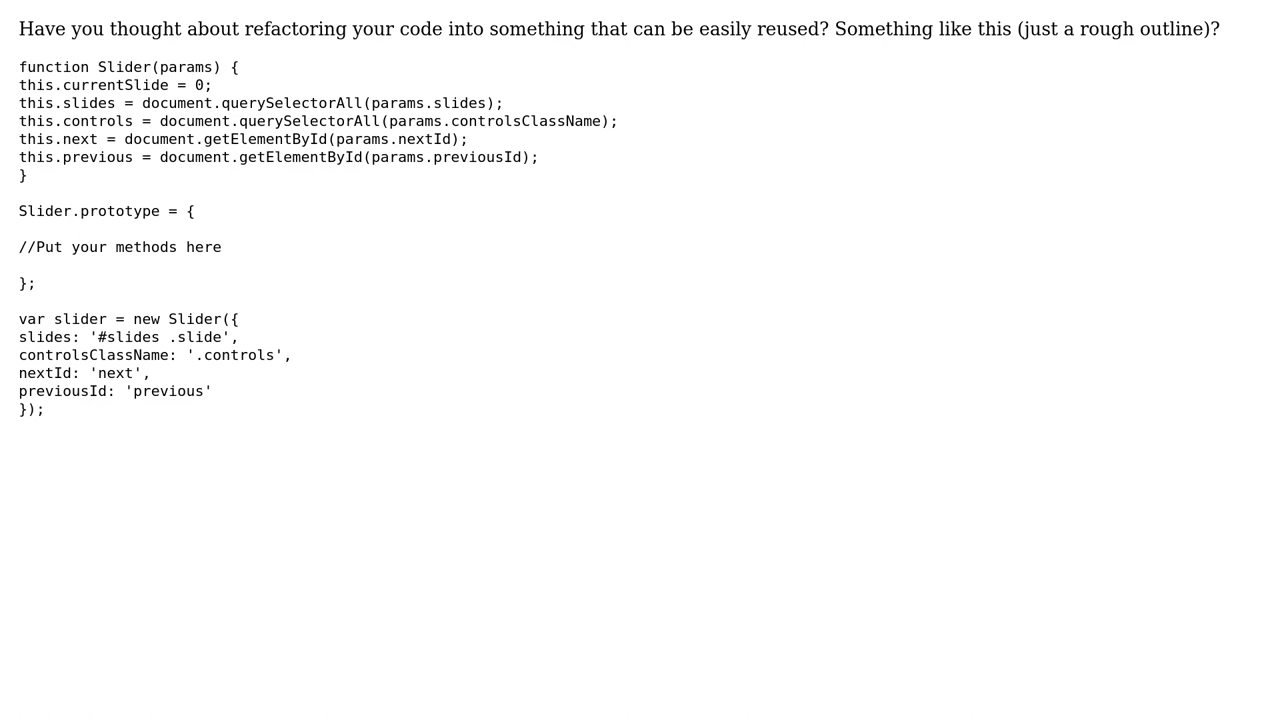 Have you thought about refactoring your code into something that can be easily reused? Something like this (just a rough outline)?
function Slider(params) {
this.currentSlide = 0;
this.slides = document.querySelectorAll(params.slides);
this.controls = document.querySelectorAll(params.controlsClassName);
this.next = document.getElementById(params.nextId);
this.previous = document.getElementById(params.previousId);
}
Slider.prototype = {
//Put your methods here
};
var slider = new Slider({
slides: '#slides .slide',
controlsClassName: '.controls',
nextId: 'next',
previousId: 'previous'
});